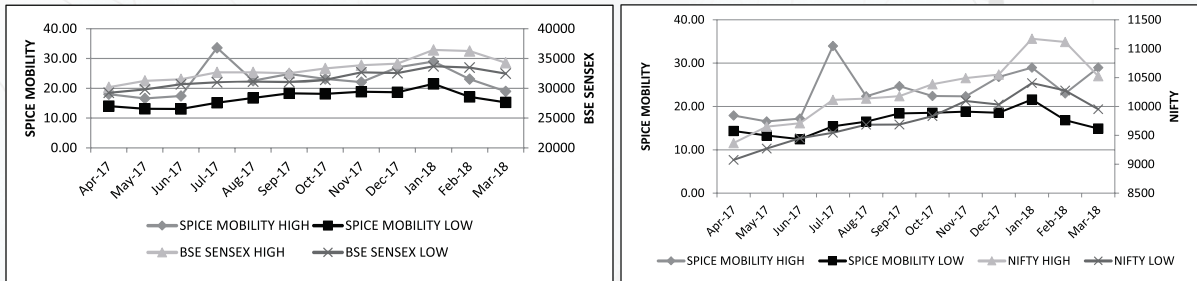 SPICE MOBILITY
40.00
30.00
20.00
10.00
0.00
40000
35000
30000
25000
20000
BSE SENSEX
Apr-17
May-17
Jun-17
Jul-17
Aug-17
Sep-17
Oct-17
Nov-17
Dec-17
Jan-18
Feb-18
Mar-18
SPICE MOBILITY HIGH SPICE MOBILITY LOW
BSE SENSEX HIGH BSE SENSEX LOW
SPICE MOBILITY
40.00
30.00
20.00
10.00
0.00
11500
11000
10500
10000
9500
9000
8500
NIFTY
Apr-17
May-17
Jun-17
Jul-17
Aug-17
Sep-17
Oct-17
Nov-17
Dec-17
Jan-18
Feb-18
Mar-18
SPICE MOBILITY HIGH SPICE MOBILITY LOW NIFTY HIGH NIFTY LOW